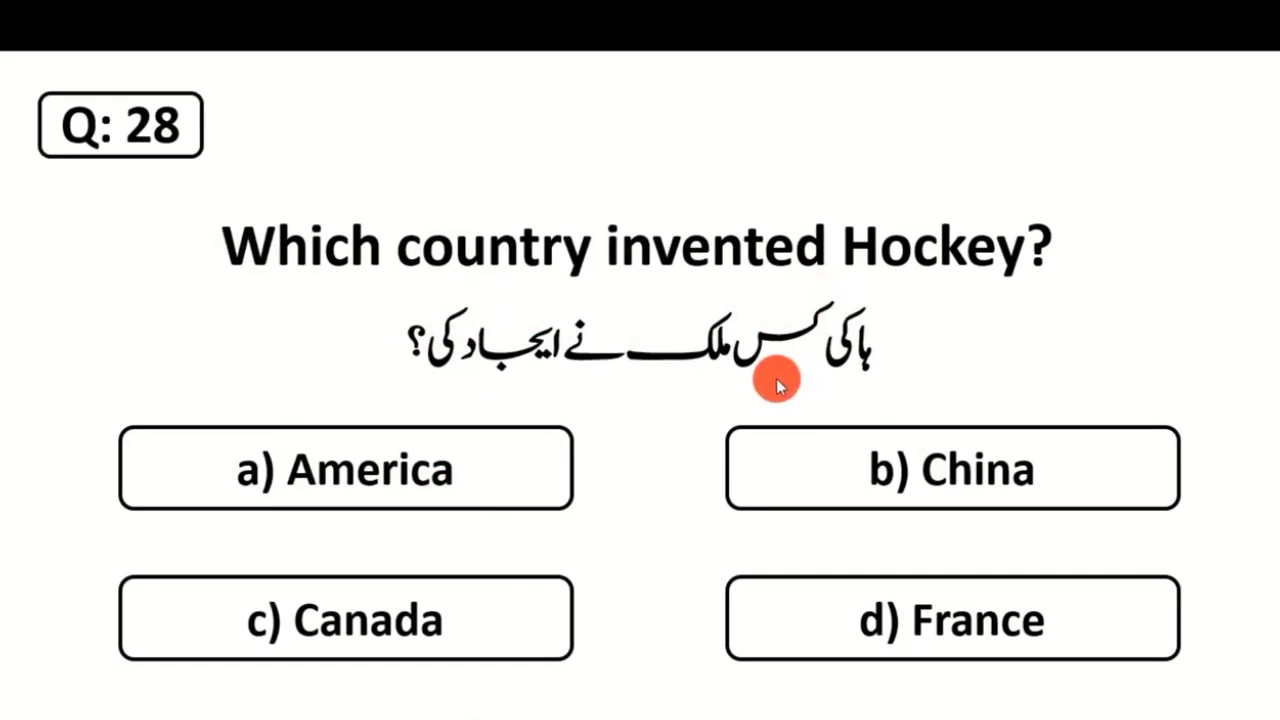 Q: 28
Which country invented Hockey?
ہاکی کس ملک نے ایجاد کی؟
a) America
b) China
c) Canada
d) France